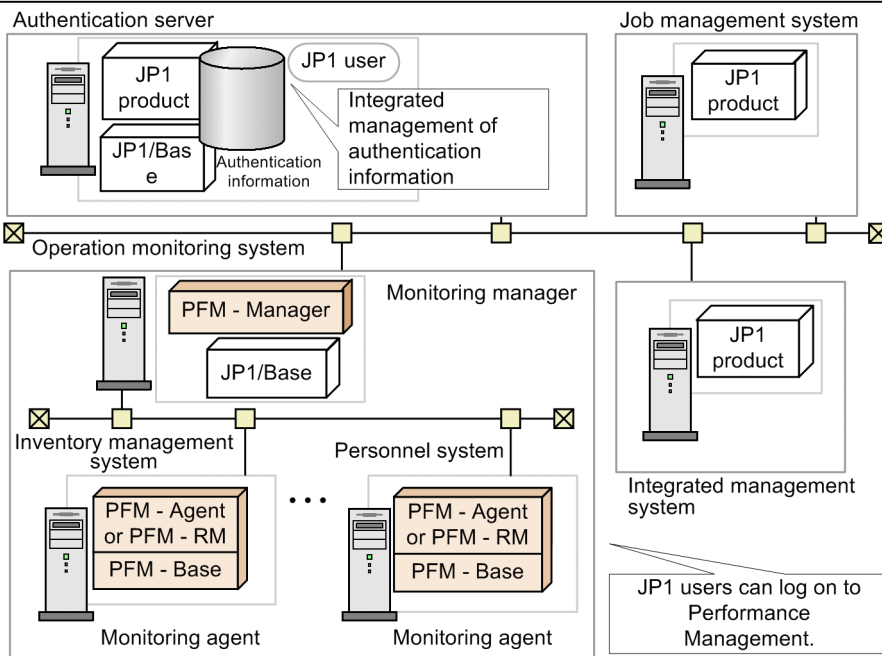 Authentication server
JP1
product
JP1/Bas
e
JP1 user
Authentication
information
Integrated
management of
authentication
information
Job management system
JP1
product
Operation monitoring system
Monitoring manager
PFM - Manager
JP1/Base
Inventory management
system
PFM - Agent
or PFM - RM
PFM - Base
Monitoring agent
...
Personnel system
PFM - Agent
or PFM - RM
PFM - Base
Monitoring agent
JP1
product
Integrated management
system
JP1 users can log on to
Performance
Management.